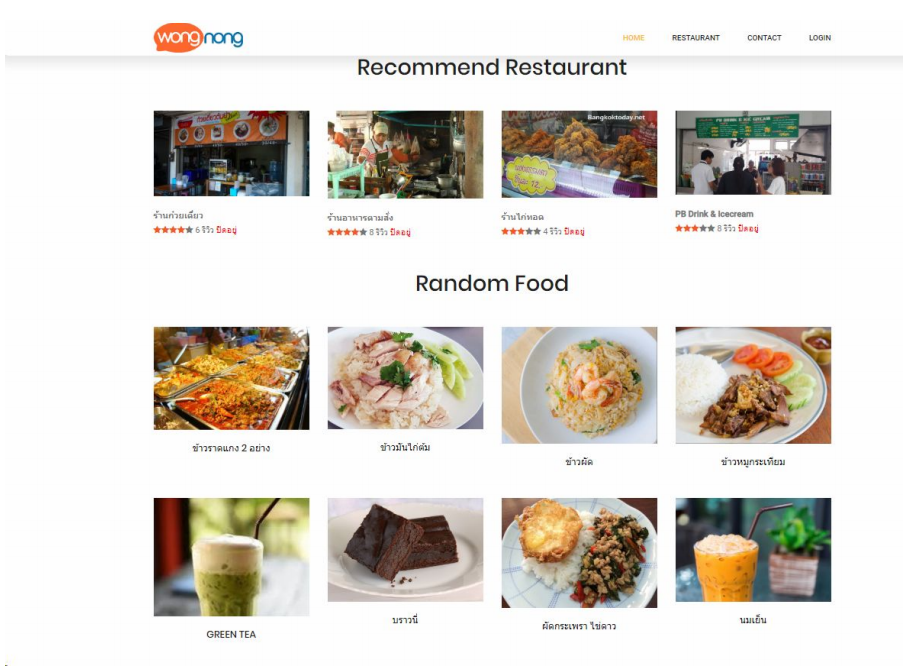 wongnong
HOME RESTAURANT CONTACT LOGIN
Recommend Restaurant
Bangkoktoday.net
ร้านก๋วยเตี๋ยว
6 รีวิว ปิดอยู่
ร้านอาหารตามสั่ง
8 รีวิว ปิดอยู่
ร้านไก่ทอด
4 รีวิว ปิดอยู่
PB Drink & Icecream
8 รีวิว ปิดอยู่
Random Food
ข้าวราดแกง 2 อย่าง
ข้าวมันไก่ต้ม
ข้าวผัด
ข้าวหมูกระเทียม
GREEN TEA
บราวนี่
ผัดกระเพรา ไข่ดาว
นมเย็น